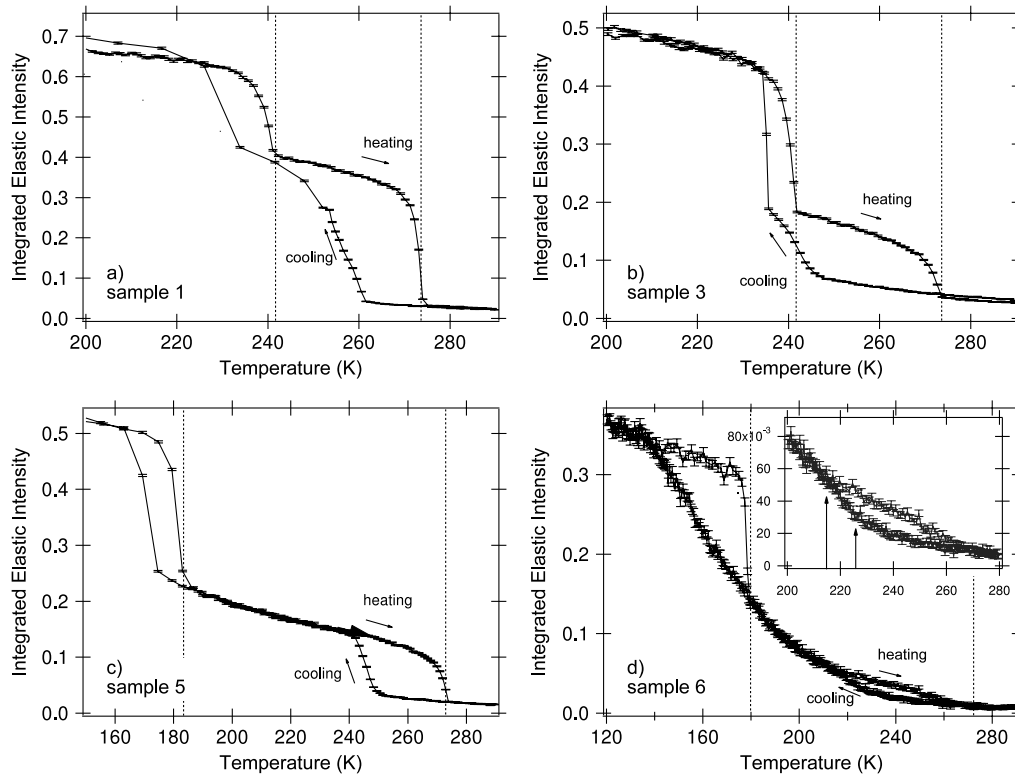 Integrated Elastic Intensity
0.7
0.6
0.5
0.4
0.3
0.2
0.1
0.0
heating
cooling
a)
sample 1
200
220
240
260
280
Temperature (K)
Integrated Elastic Intensity
0.5
0.4
0.3
0.2
0.1
0.0
heating
cooling
b)
sample 3
200
220
240
260
280
Temperature (K)
Integrated Elastic Intensity
0.5
0.4
0.3
0.2
0.1
0.0
heating
cooling
c)
sample 5
160
180
200
220
240
260
280
Temperature (K)
Integrated Elastic Intensity
0.3
0.2
0.1
0.0
80x10⁻³
60
40
20
0
200
220
240
260
280
heating
cooling
d)
sample 6
120
160
200
240
280
Temperature (K)